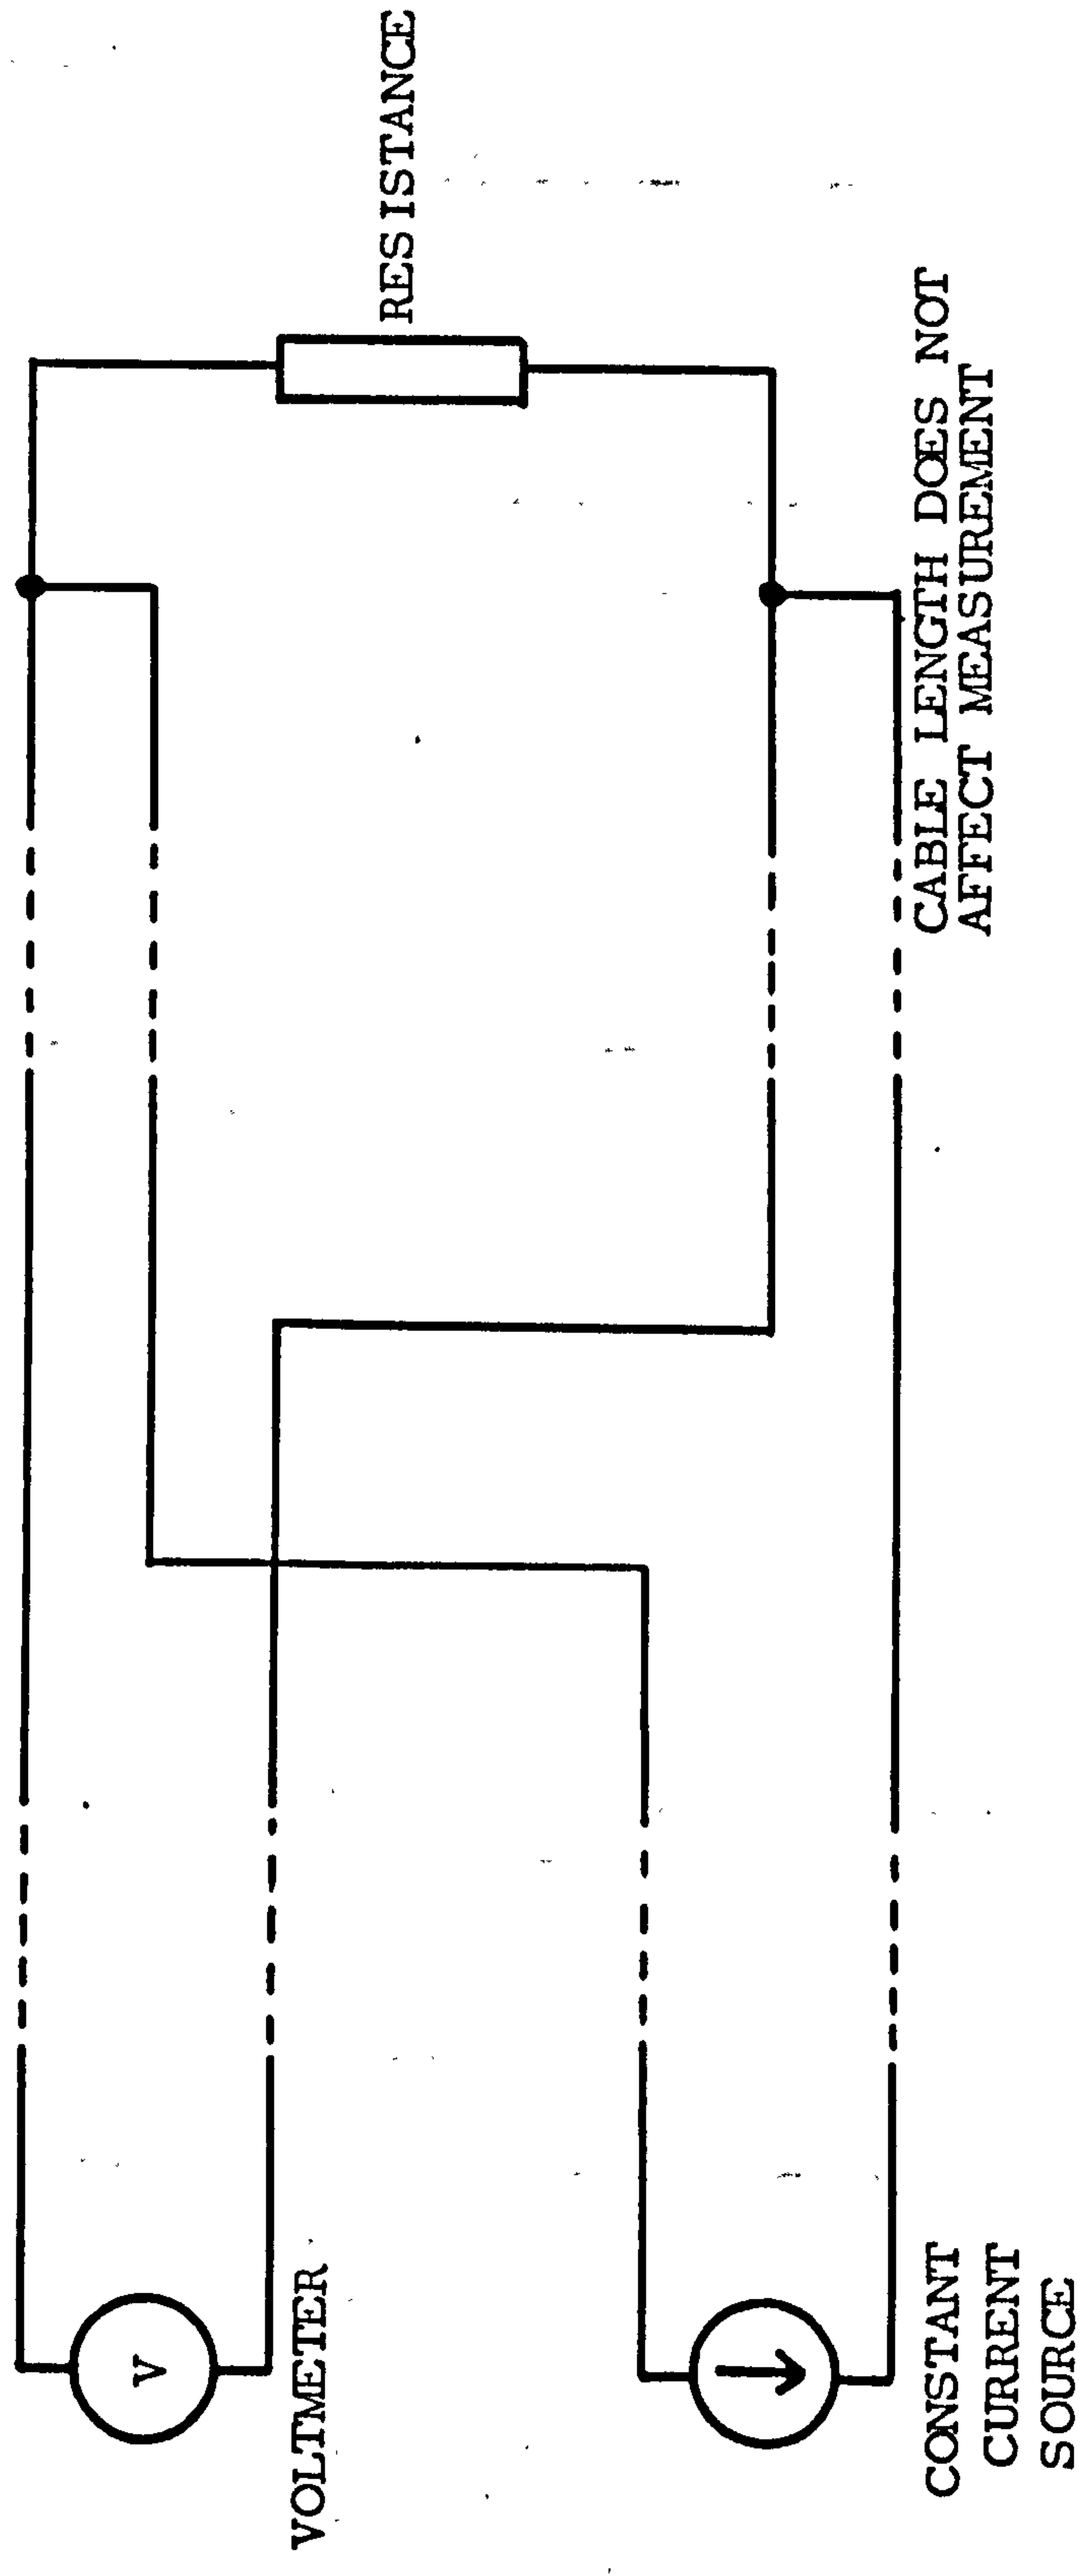 V
VOLTMETER
CONSTANT
CURRENT
SOURCE
RESISTANCE
CABLE LENGTH DOES NOT
AFFECT MEASUREMENT